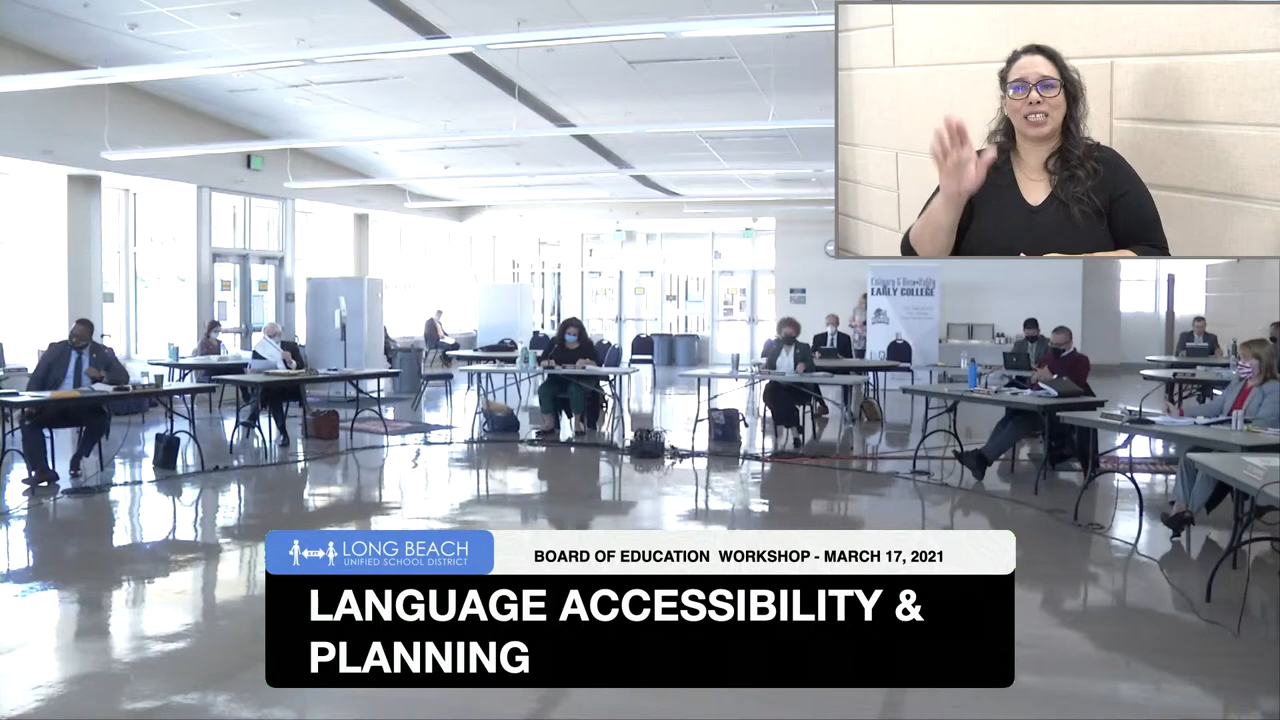 EARLY COLLEGE
LONG BEACH
UNIFIED SCHOOL DISTRICT
BOARD OF EDUCATION WORKSHOP - MARCH 17, 2021
LANGUAGE ACCESSIBILITY &
PLANNING